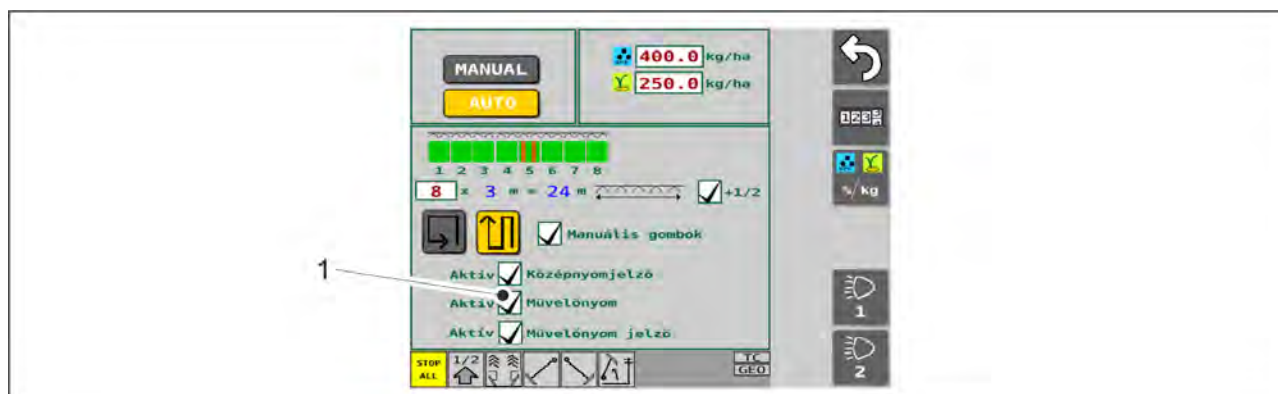 MANUAL
AUTO
400.0 kg/ha
250.0 kg/ha
1 2 3 4 5 6 7 8
8 x 3 m = 24 m +1/2
Manuális gombok
1
Aktív Középnyomjelző
Aktív Művelőnyom
Aktív Művelőnyom jelző
STOP ALL
1/2
TC
GEO
123
%/kg
1
2